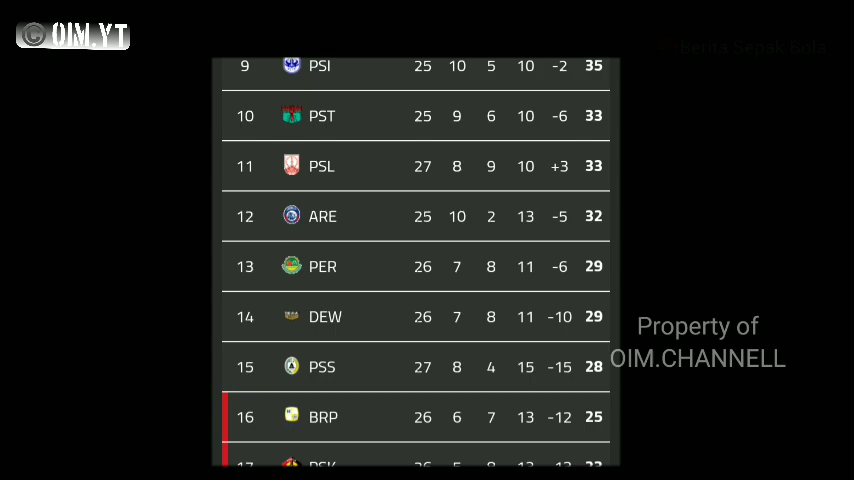 © OIM.YT
Berita Sepak Bola
9 PSI 25 10 5 10 -2 35
10 PST 25 9 6 10 -6 33
11 PSL 27 8 9 10 +3 33
12 ARE 25 10 2 13 -5 32
13 PER 26 7 8 11 -6 29
14 DEW 26 7 8 11 -10 29
15 PSS 27 8 4 15 -15 28
16 BRP 26 6 7 13 -12 25
Property of
OIM.CHANNELL